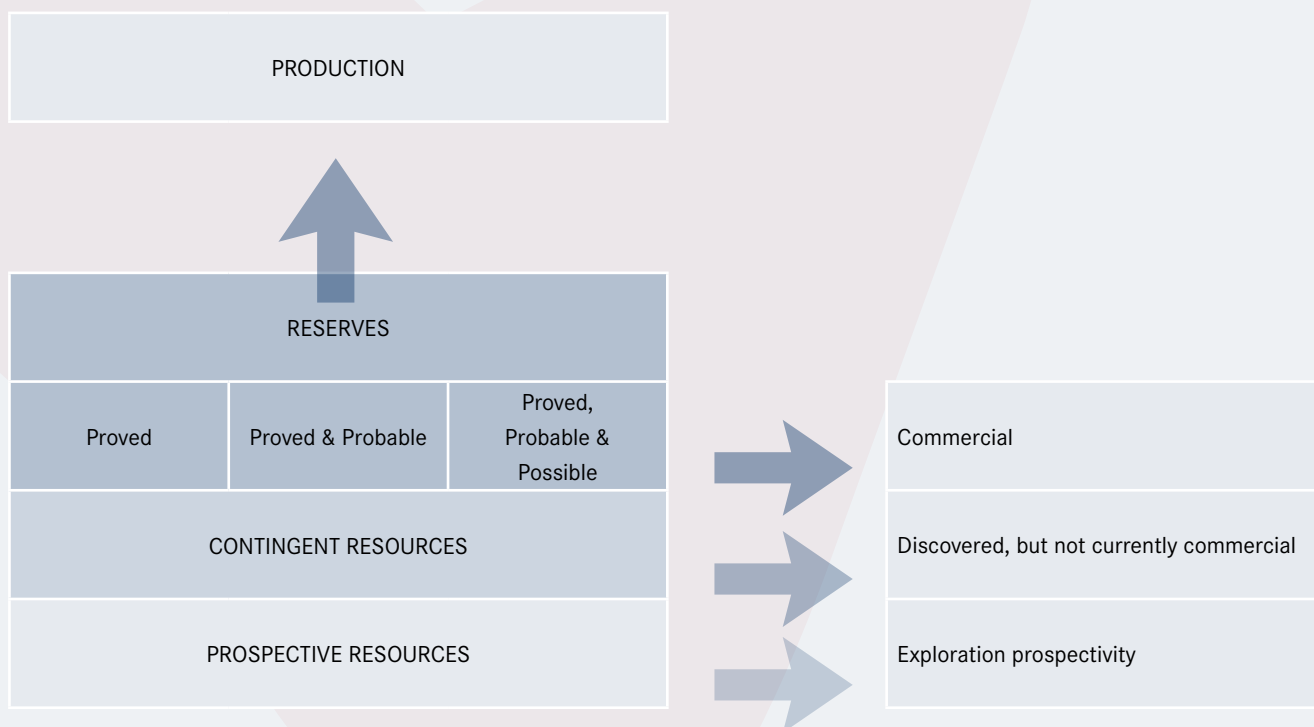 PRODUCTION
RESERVES
Proved
Proved & Probable
Proved,
Probable &
Possible
Commercial
CONTINGENT RESOURCES
Discovered, but not currently commercial
PROSPECTIVE RESOURCES
Exploration prospectivity